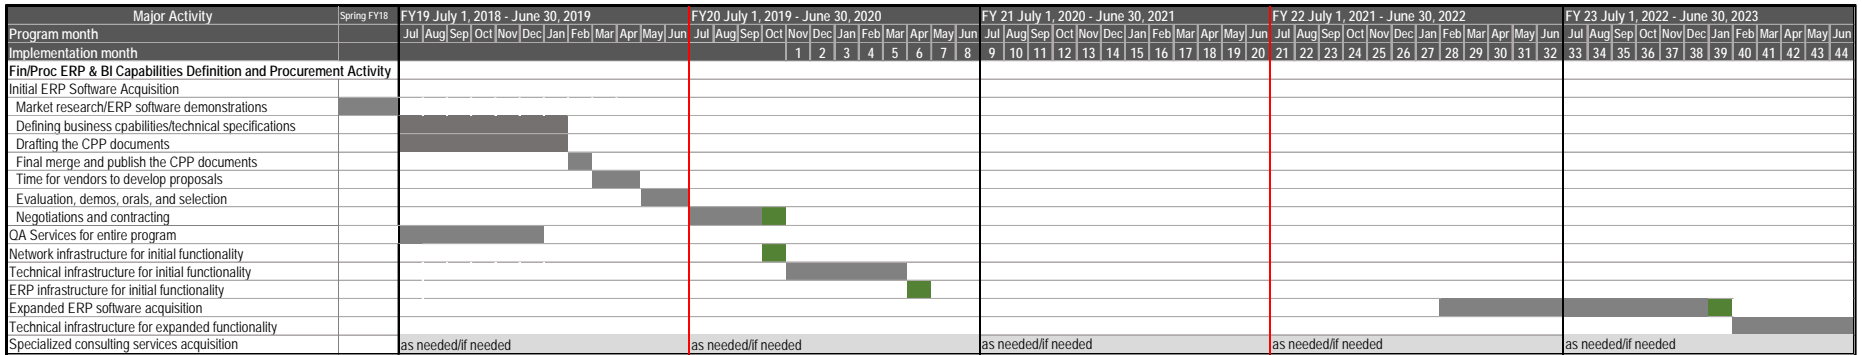 Major Activity Spring FY18 FY19 July 1, 2018 - June 30, 2019 FY20 July 1, 2019 - June 30, 2020 FY 21 July 1, 2020 - June 30, 2021 FY 22 July 1, 2021 - June 30, 2022 FY 23 July 1, 2022 - June 30, 2023
Program month Jul Aug Sep Oct Nov Dec Jan Feb Mar Apr May Jun Jul Aug Sep Oct Nov Dec Jan Feb Mar Apr May Jun Jul Aug Sep Oct Nov Dec Jan Feb Mar Apr May Jun Jul Aug Sep Oct Nov Dec Jan Feb Mar Apr May Jun Jul Aug Sep Oct Nov Dec Jan Feb Mar Apr May Jun
Implementation month 1 2 3 4 5 6 7 8 9 10 11 12 13 14 15 16 17 18 19 20 21 22 23 24 25 26 27 28 29 30 31 32 33 34 35 36 37 38 39 40 41 42 43 44
Fin/Proc ERP & BI Capabilities Definition and Procurement Activity
Initial ERP Software Acquisition
Market research/ERP software demonstrations
Defining business cpabilities/technical specifications
Drafting the CPP documents
Final merge and publish the CPP documents
Time for vendors to develop proposals
Evaluation, demos, orals, and selection
Negotiations and contracting
QA Services for entire program
Network infrastructure for initial functionality
Technical infrastructure for initial functionality
ERP infrastructure for initial functionality
Expanded ERP software acquisition
Technical infrastructure for expanded functionality
Specialized consulting services acquisition as needed/if needed as needed/if needed as needed/if needed as needed/if needed as needed/if needed